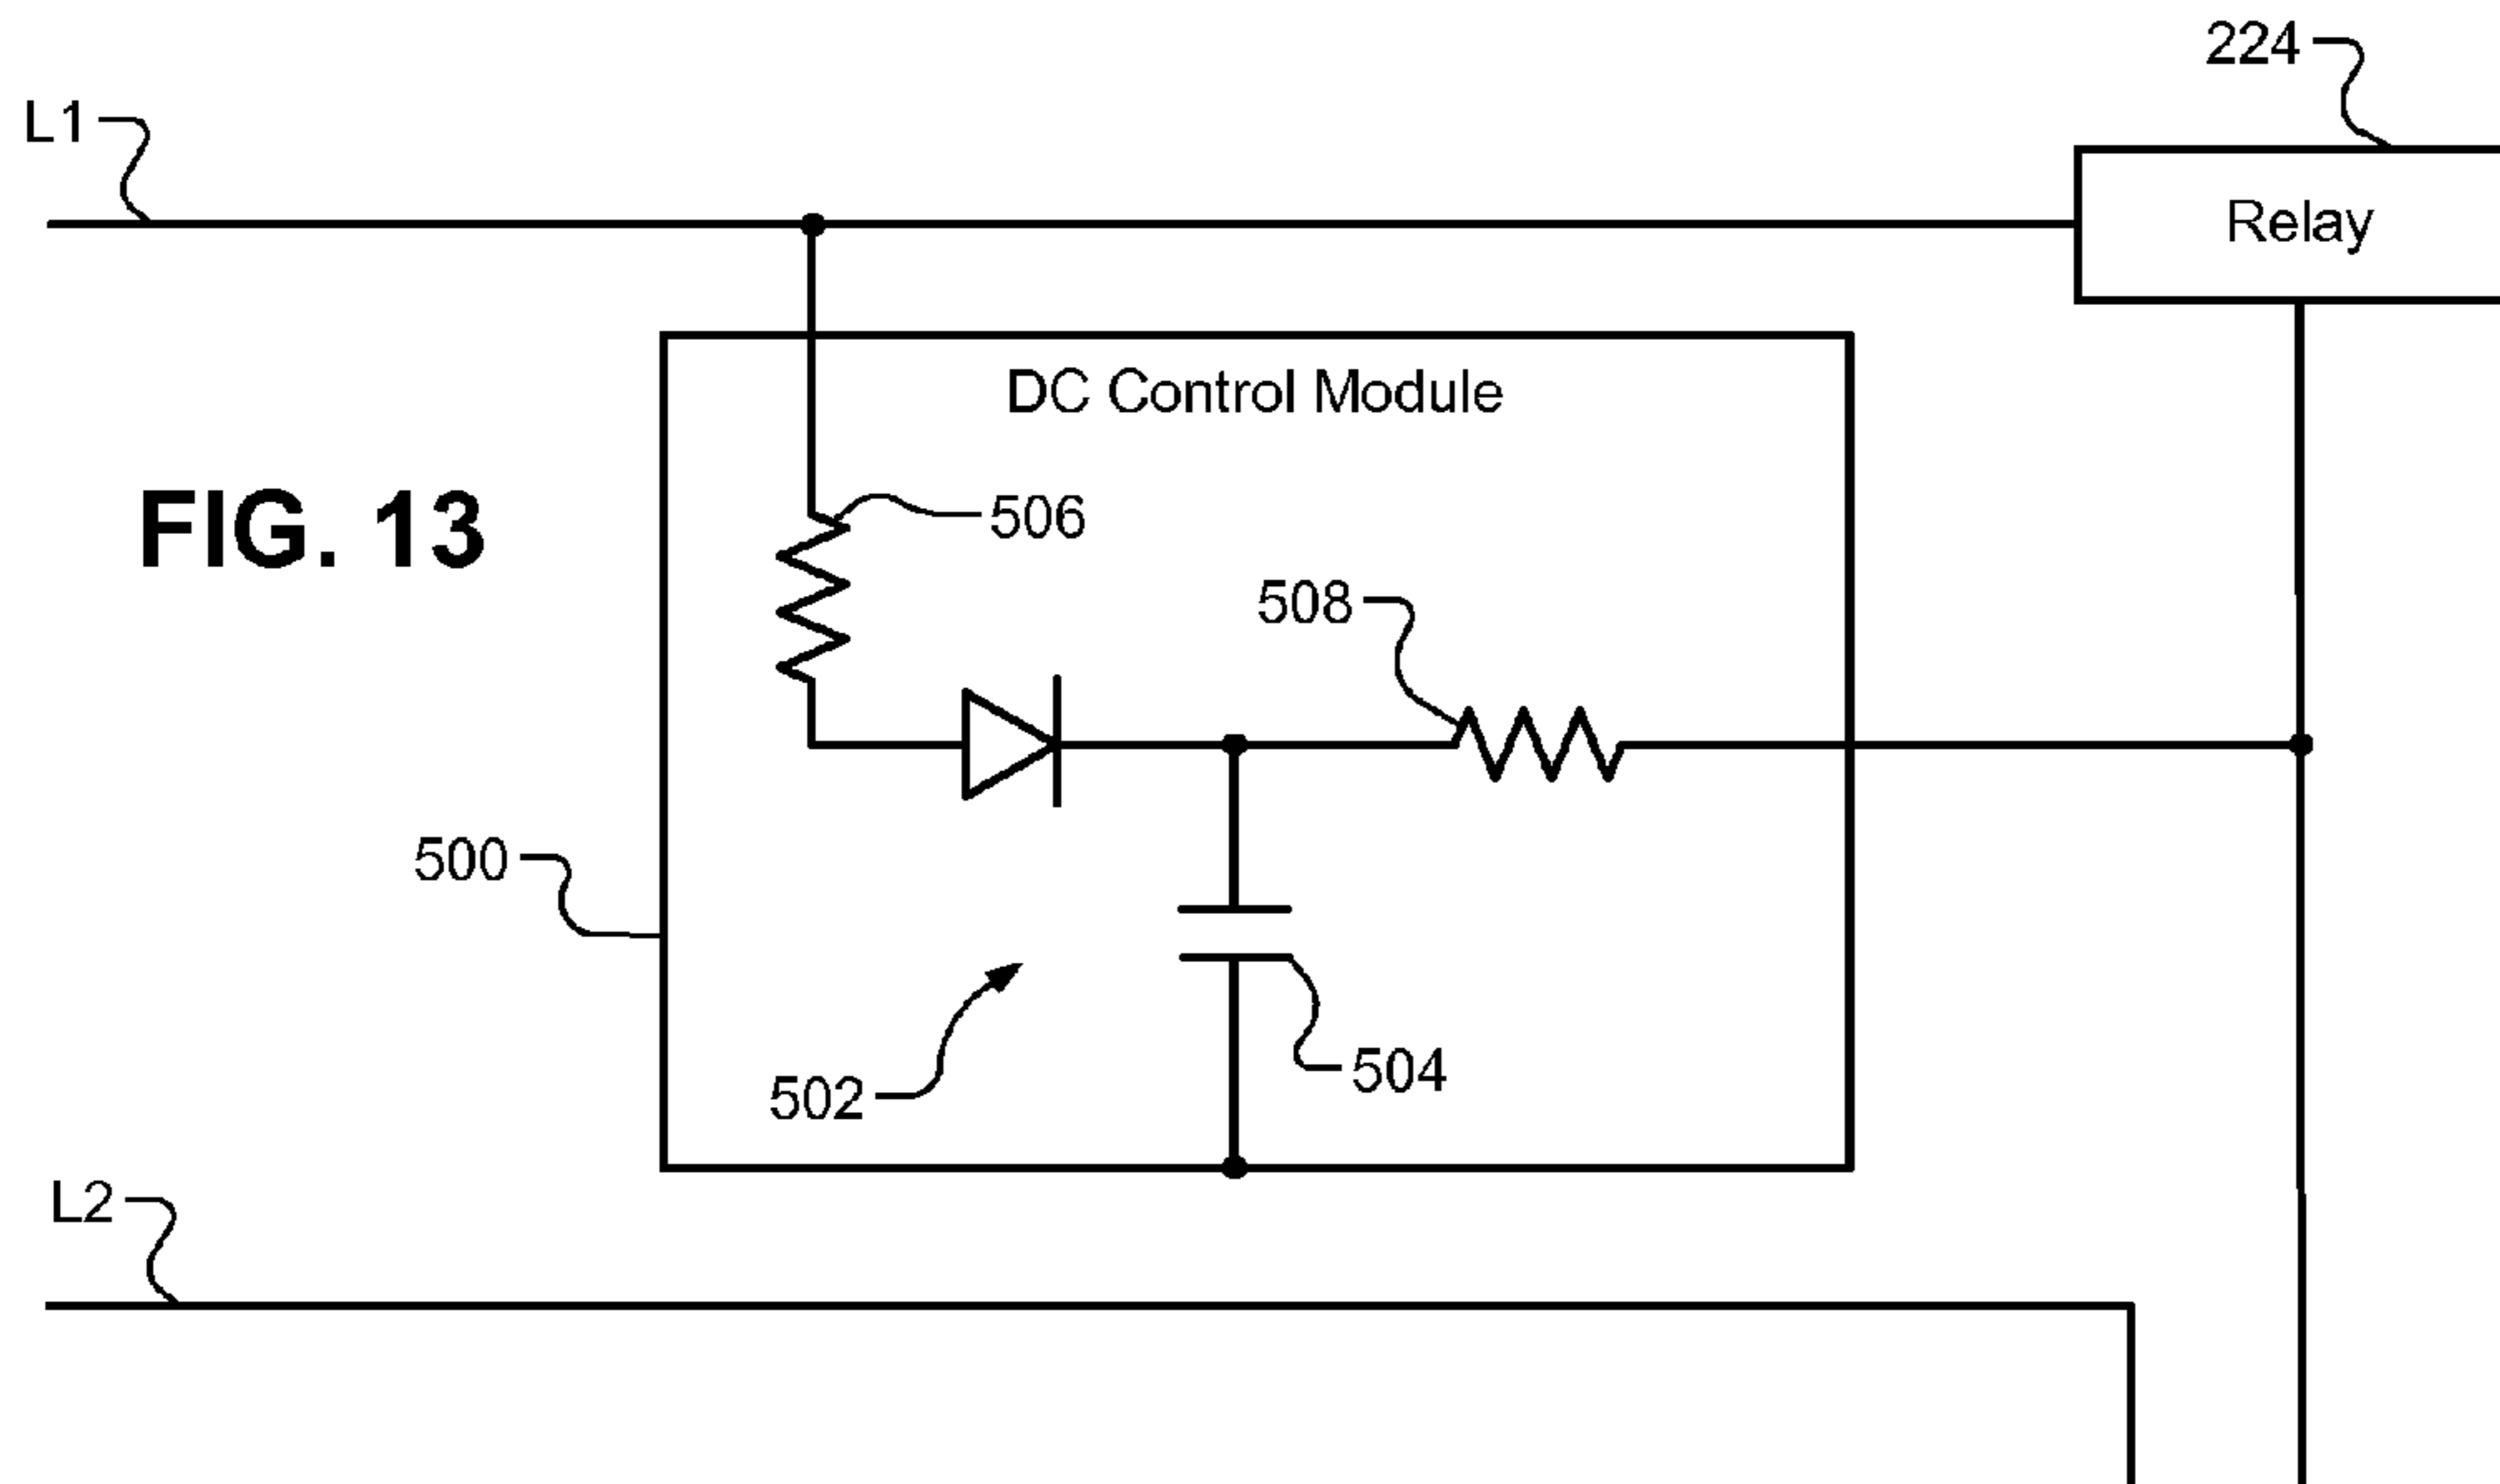 224
L1
Relay
DC Control Module
FIG. 13
506
508
500
502
504
L2